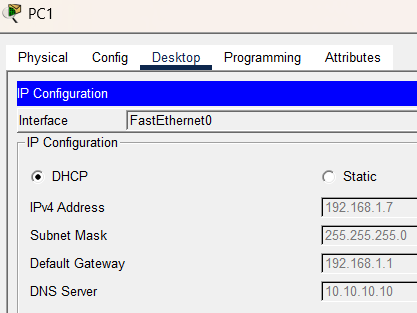 PC1
Physical Config Desktop Programming Attributes
IP Configuration
Interface FastEthernet0
IP Configuration
DHCP Static
IPv4 Address 192.168.1.7
Subnet Mask 255.255.255.0
Default Gateway 192.168.1.1
DNS Server 10.10.10.10